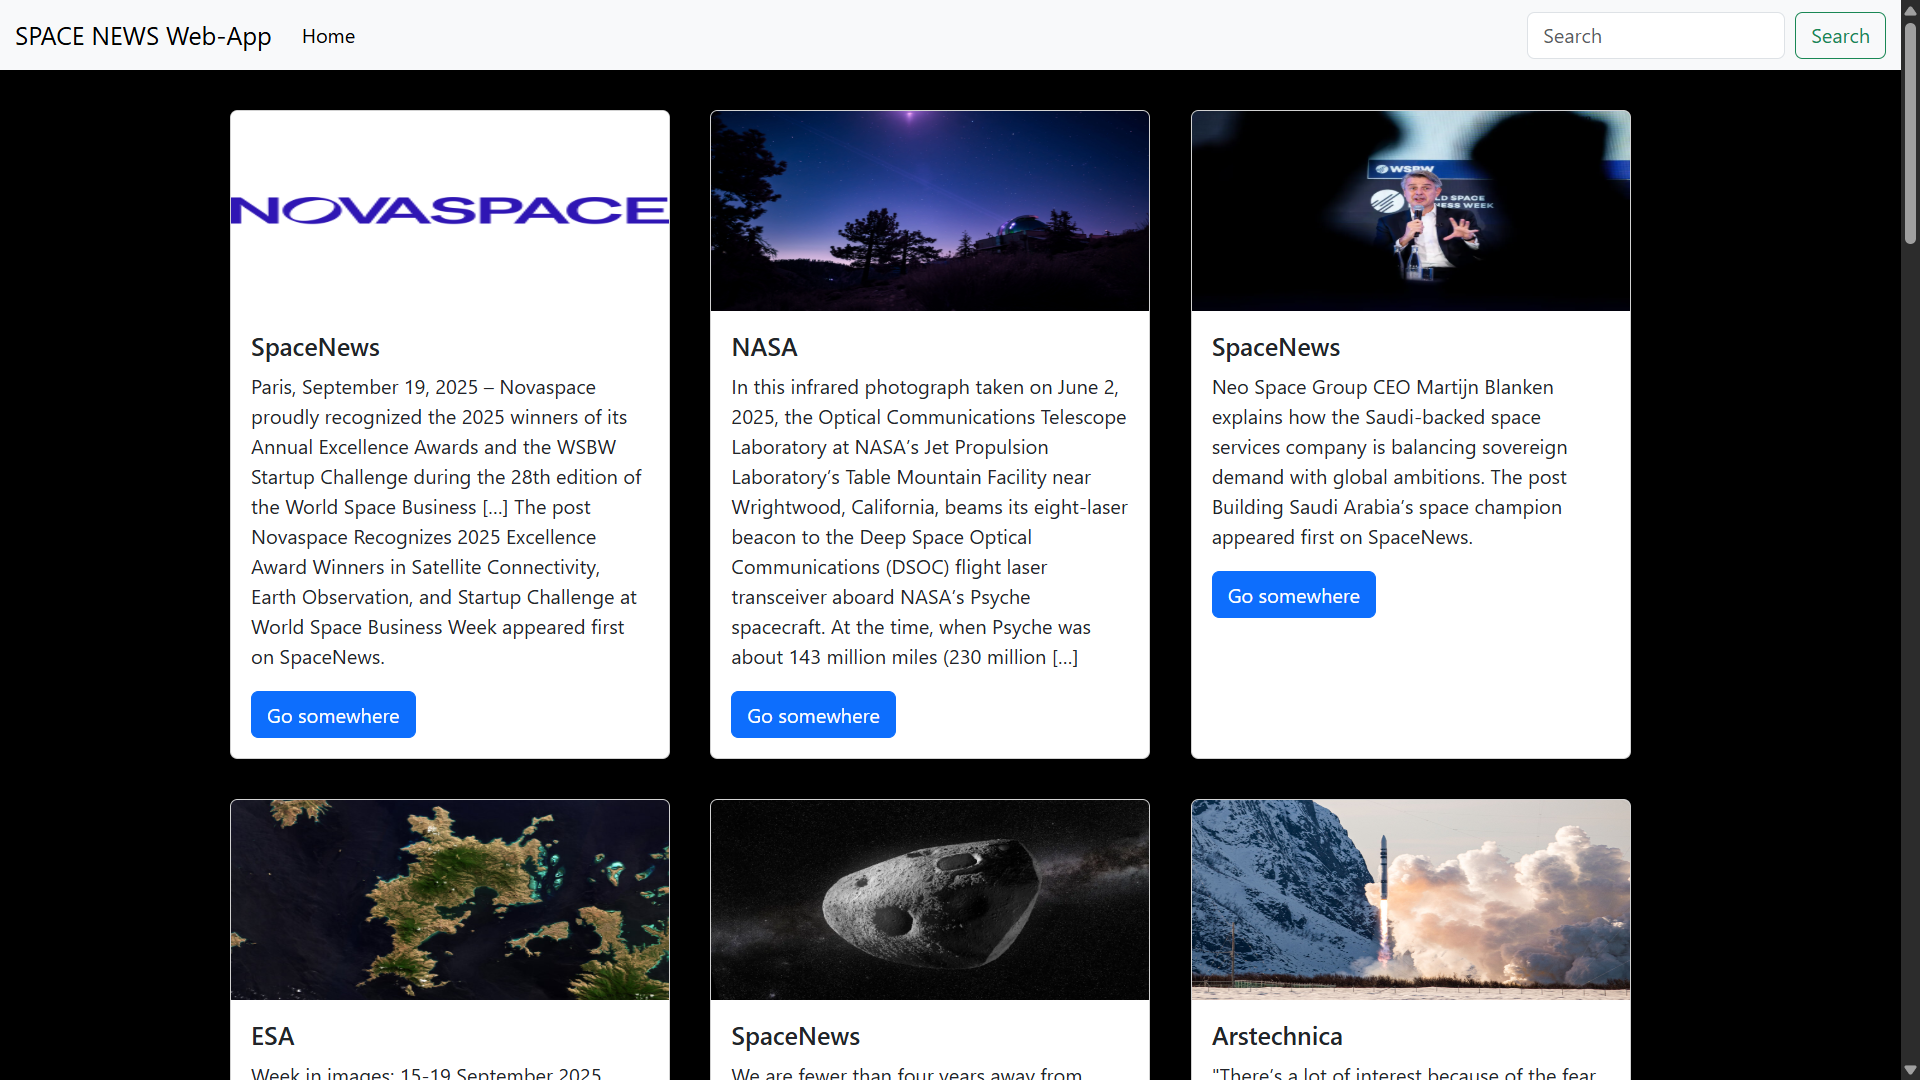 SPACE NEWS Web-App
Home
Search
Search
NOVASPACE
SpaceNews
Paris, September 19, 2025 – Novaspace
proudly recognized the 2025 winners of its
Annual Excellence Awards and the WSBW
Startup Challenge during the 28th edition of
the World Space Business […] The post
Novaspace Recognizes 2025 Excellence
Award Winners in Satellite Connectivity,
Earth Observation, and Startup Challenge at
World Space Business Week appeared first
on SpaceNews.
Go somewhere
NASA
In this infrared photograph taken on June 2,
2025, the Optical Communications Telescope
Laboratory at NASA’s Jet Propulsion
Laboratory’s Table Mountain Facility near
Wrightwood, California, beams its eight-laser
beacon to the Deep Space Optical
Communications (DSOC) flight laser
transceiver aboard NASA’s Psyche
spacecraft. At the time, when Psyche was
about 143 million miles (230 million […]
Go somewhere
WSBW
LD SPACE
NESS WEEK
SpaceNews
Neo Space Group CEO Martijn Blanken
explains how the Saudi-backed space
services company is balancing sovereign
demand with global ambitions. The post
Building Saudi Arabia’s space champion
appeared first on SpaceNews.
Go somewhere
ESA
Week in images: 15-19 September 2025
SpaceNews
We are fewer than four years away from
Arstechnica
"There’s a lot of interest because of the fear